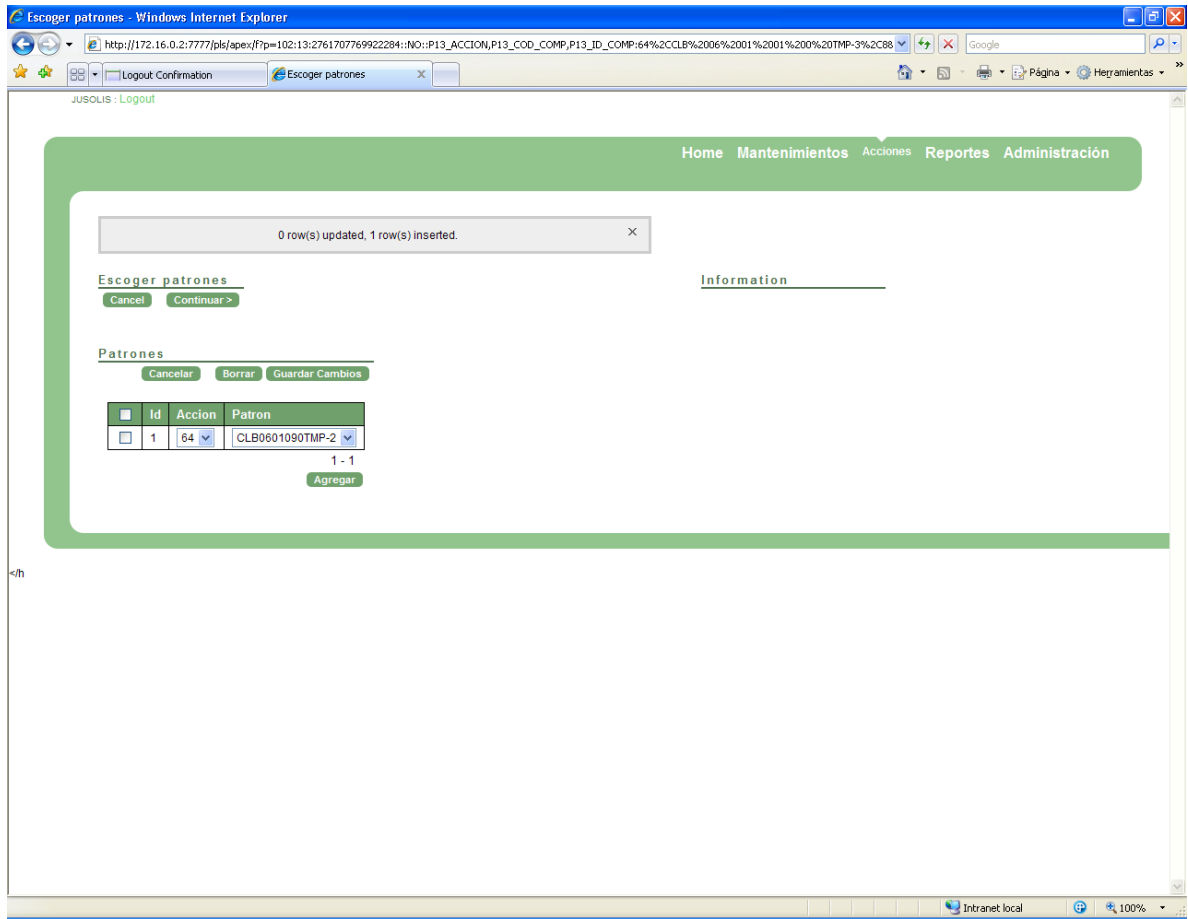 Escoger patrones - Windows Internet Explorer
http://172.16.0.2:7777/pls/apex/f?p=102:13:2761707769922284::NO::P13_ACCION,P13_COD_COMP,P13_ID_COMP:64%2CCLB%2006%2001%2001%200%20TMP-3%2C88
Google
Logout Confirmation
Escoger patrones
Página
Herramientas
JUSOLIS : Logout
Home Mantenimientos Acciones Reportes Administración
0 row(s) updated, 1 row(s) inserted.
Escoger patrones
Information
Cancel
Continuar >
Patrones
Cancelar
Borrar
Guardar Cambios
Id Accion Patron
1 64 CLB0601090TMP-2
1 - 1
Agregar
</h
Intranet local
100%